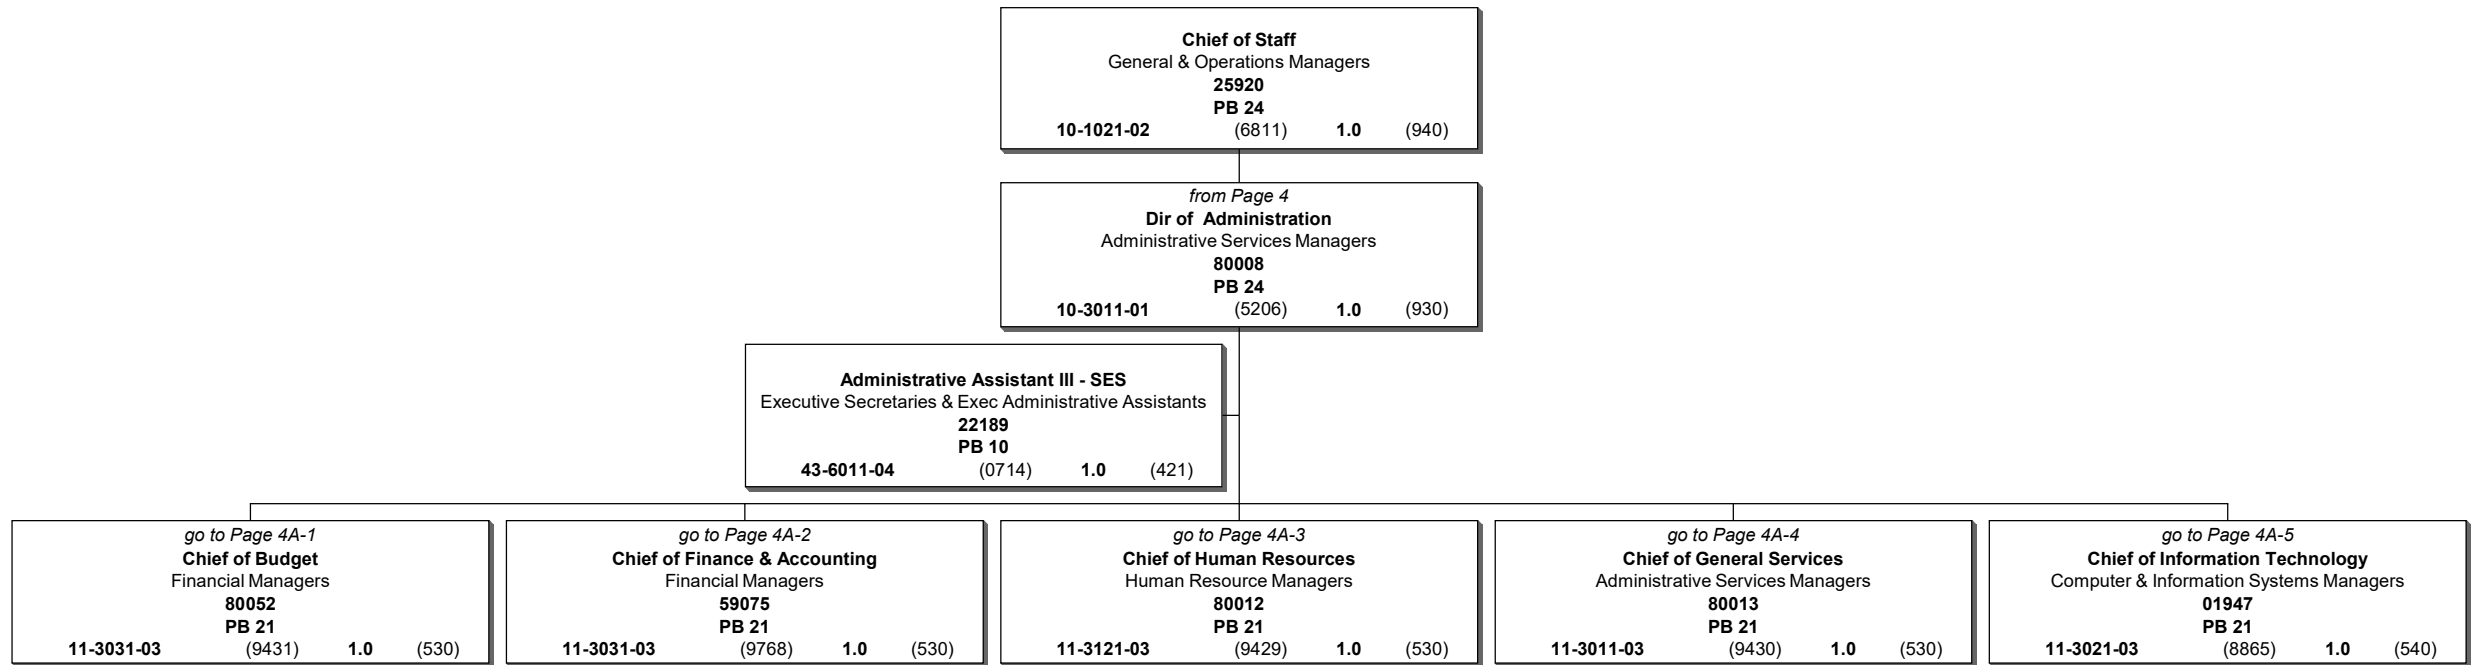 Chief of Staff
General & Operations Managers
25920
PB 24
10-1021-02 (6811) 1.0 (940)
from Page 4
Dir of Administration
Administrative Services Managers
80008
PB 24
10-3011-01 (5206) 1.0 (930)
Administrative Assistant III - SES
Executive Secretaries & Exec Administrative Assistants
22189
PB 10
43-6011-04 (0714) 1.0 (421)
go to Page 4A-1
Chief of Budget
Financial Managers
80052
PB 21
11-3031-03 (9431) 1.0 (530)
go to Page 4A-2
Chief of Finance & Accounting
Financial Managers
59075
PB 21
11-3031-03 (9768) 1.0 (530)
go to Page 4A-3
Chief of Human Resources
Human Resource Managers
80012
PB 21
11-3121-03 (9429) 1.0 (530)
go to Page 4A-4
Chief of General Services
Administrative Services Managers
80013
PB 21
11-3011-03 (9430) 1.0 (530)
go to Page 4A-5
Chief of Information Technology
Computer & Information Systems Managers
01947
PB 21
11-3021-03 (8865) 1.0 (540)